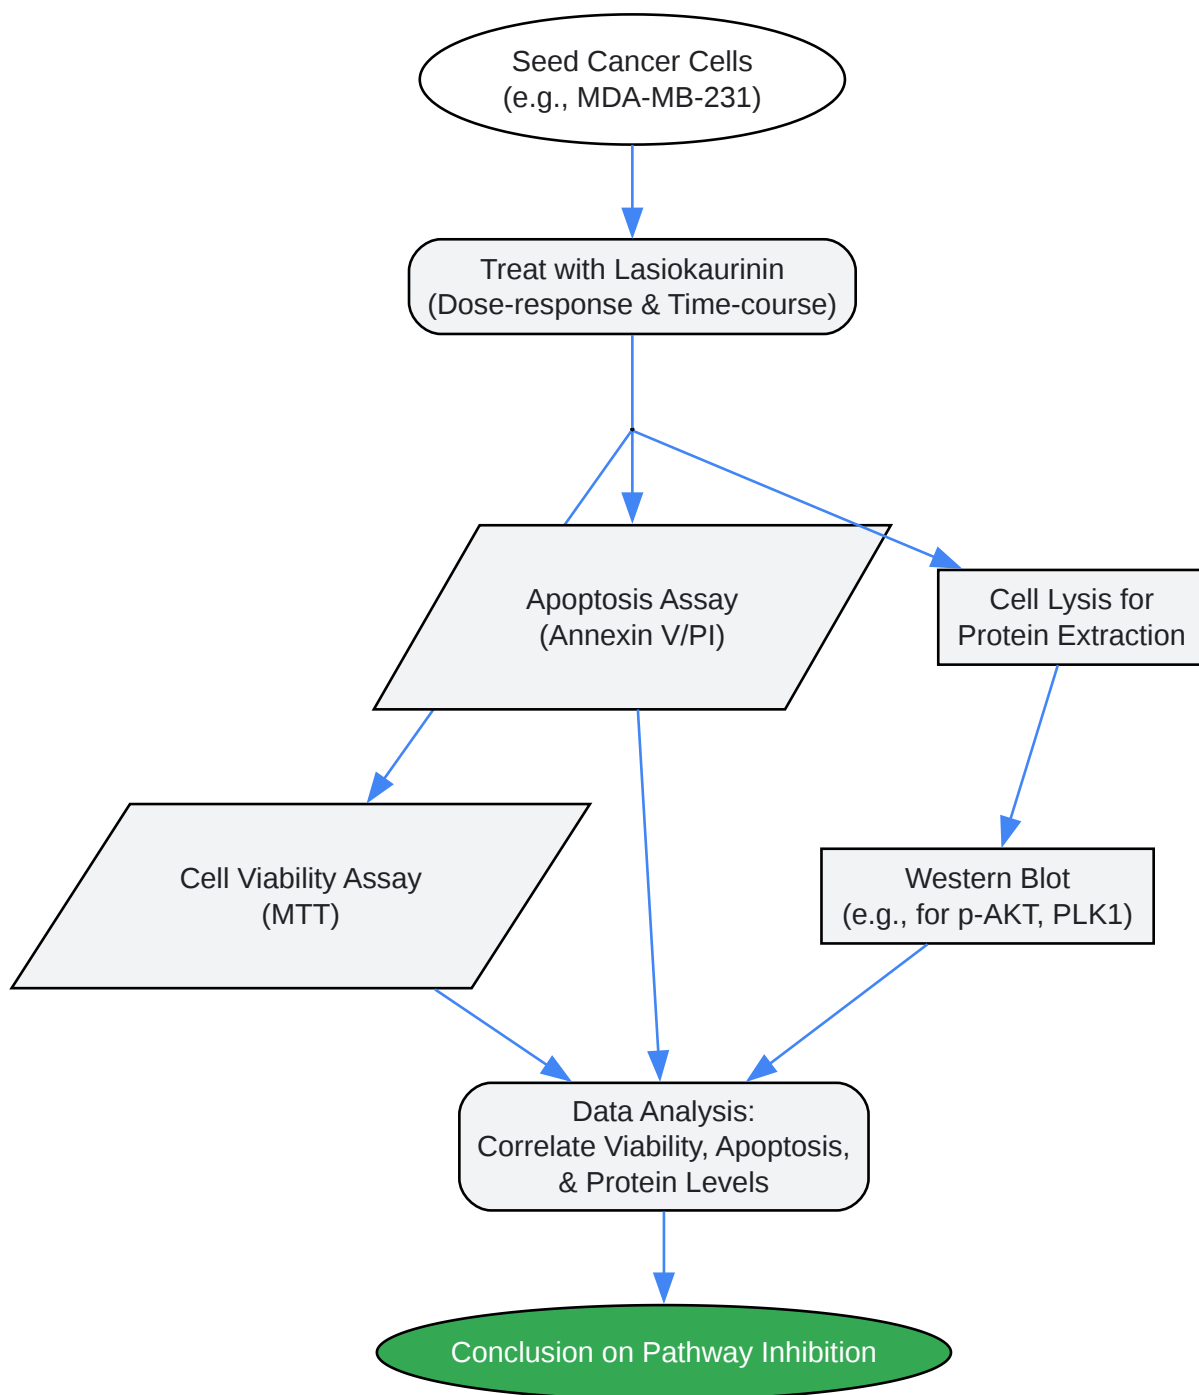 Seed Cancer Cells
(e.g., MDA-MB-231)
Treat with Lasiokaurinin
(Dose-response & Time-course)
Apoptosis Assay
(Annexin V/PI)
Cell Lysis for
Protein Extraction
Cell Viability Assay
(MTT)
Western Blot
(e.g., for p-AKT, PLK1)
Data Analysis:
Correlate Viability, Apoptosis,
& Protein Levels
Conclusion on Pathway Inhibition